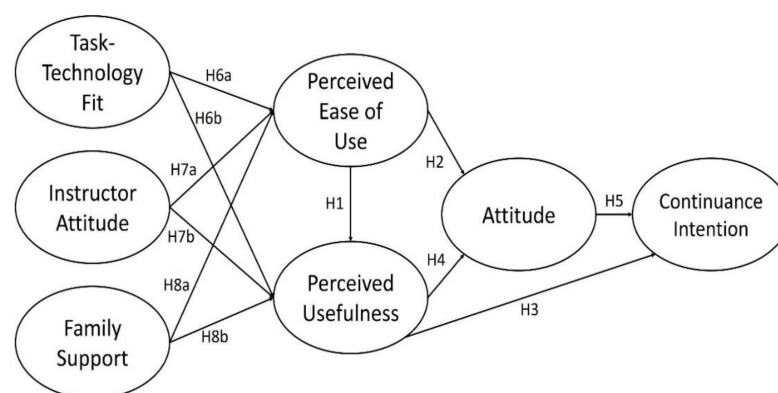 Task-
Technology
Fit
H6a
Perceived
Ease of
Use
H6b
H7a
H2
Instructor
Attitude
H1
Attitude
H5
Continuance
Intention
H7b
H4
H8a
Perceived
Usefulness
H3
Family
Support
H8b